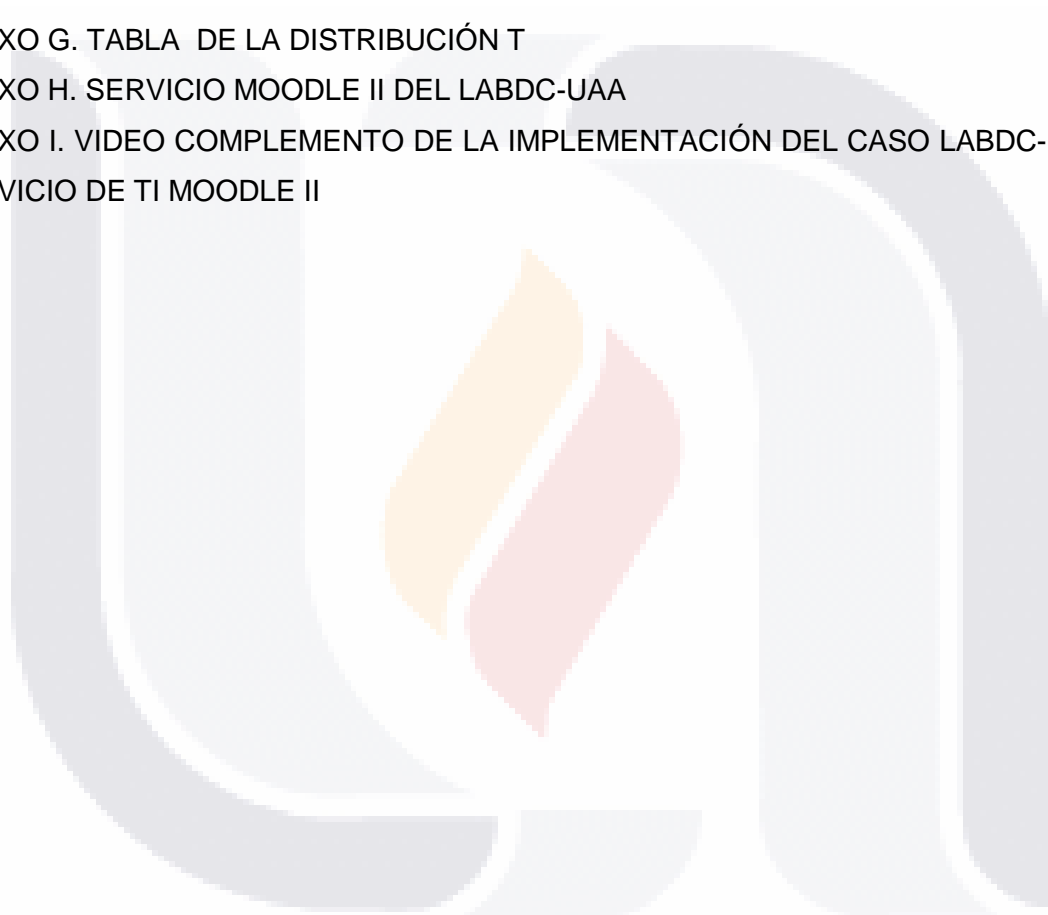 XO G. TABLA DE LA DISTRIBUCIÓN T
XO H. SERVICIO MOODLE II DEL LABDC-UAA
XO I. VIDEO COMPLEMENTO DE LA IMPLEMENTACIÓN DEL CASO LABDC-
VICIO DE TI MOODLE II